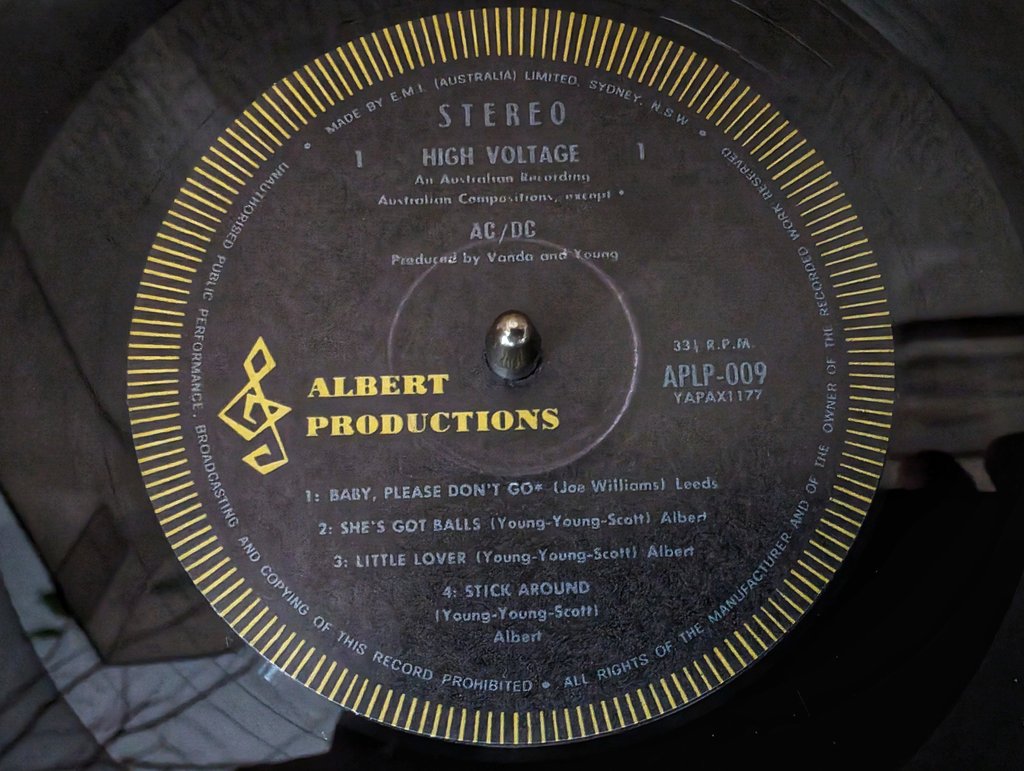 MADE BY E.M.I. (AUSTRALIA) LIMITED, SYDNEY, N.S.W
STEREO
1 HIGH VOLTAGE 1
An Australian Recording
Australian Compositions, except *
AC/DC
Produced by Vanda and Young
33⅓ R.P.M.
APLP-009
YAPAX1177
ALBERT
PRODUCTIONS
1: BABY, PLEASE DON'T GO* (Joe Williams) Leeds
2: SHE'S GOT BALLS (Young-Young-Scott) Albert
3: LITTLE LOVER (Young-Young-Scott) Albert
4: STICK AROUND
(Young-Young-Scott)
Albert
UNAUTHORISED PUBLIC PERFORMANCE, BROADCASTING AND COPYING OF THIS RECORD PROHIBITED • ALL RIGHTS OF THE MANUFACTURER AND OF THE OWNER OF THE RECORDED WORK RESERVED